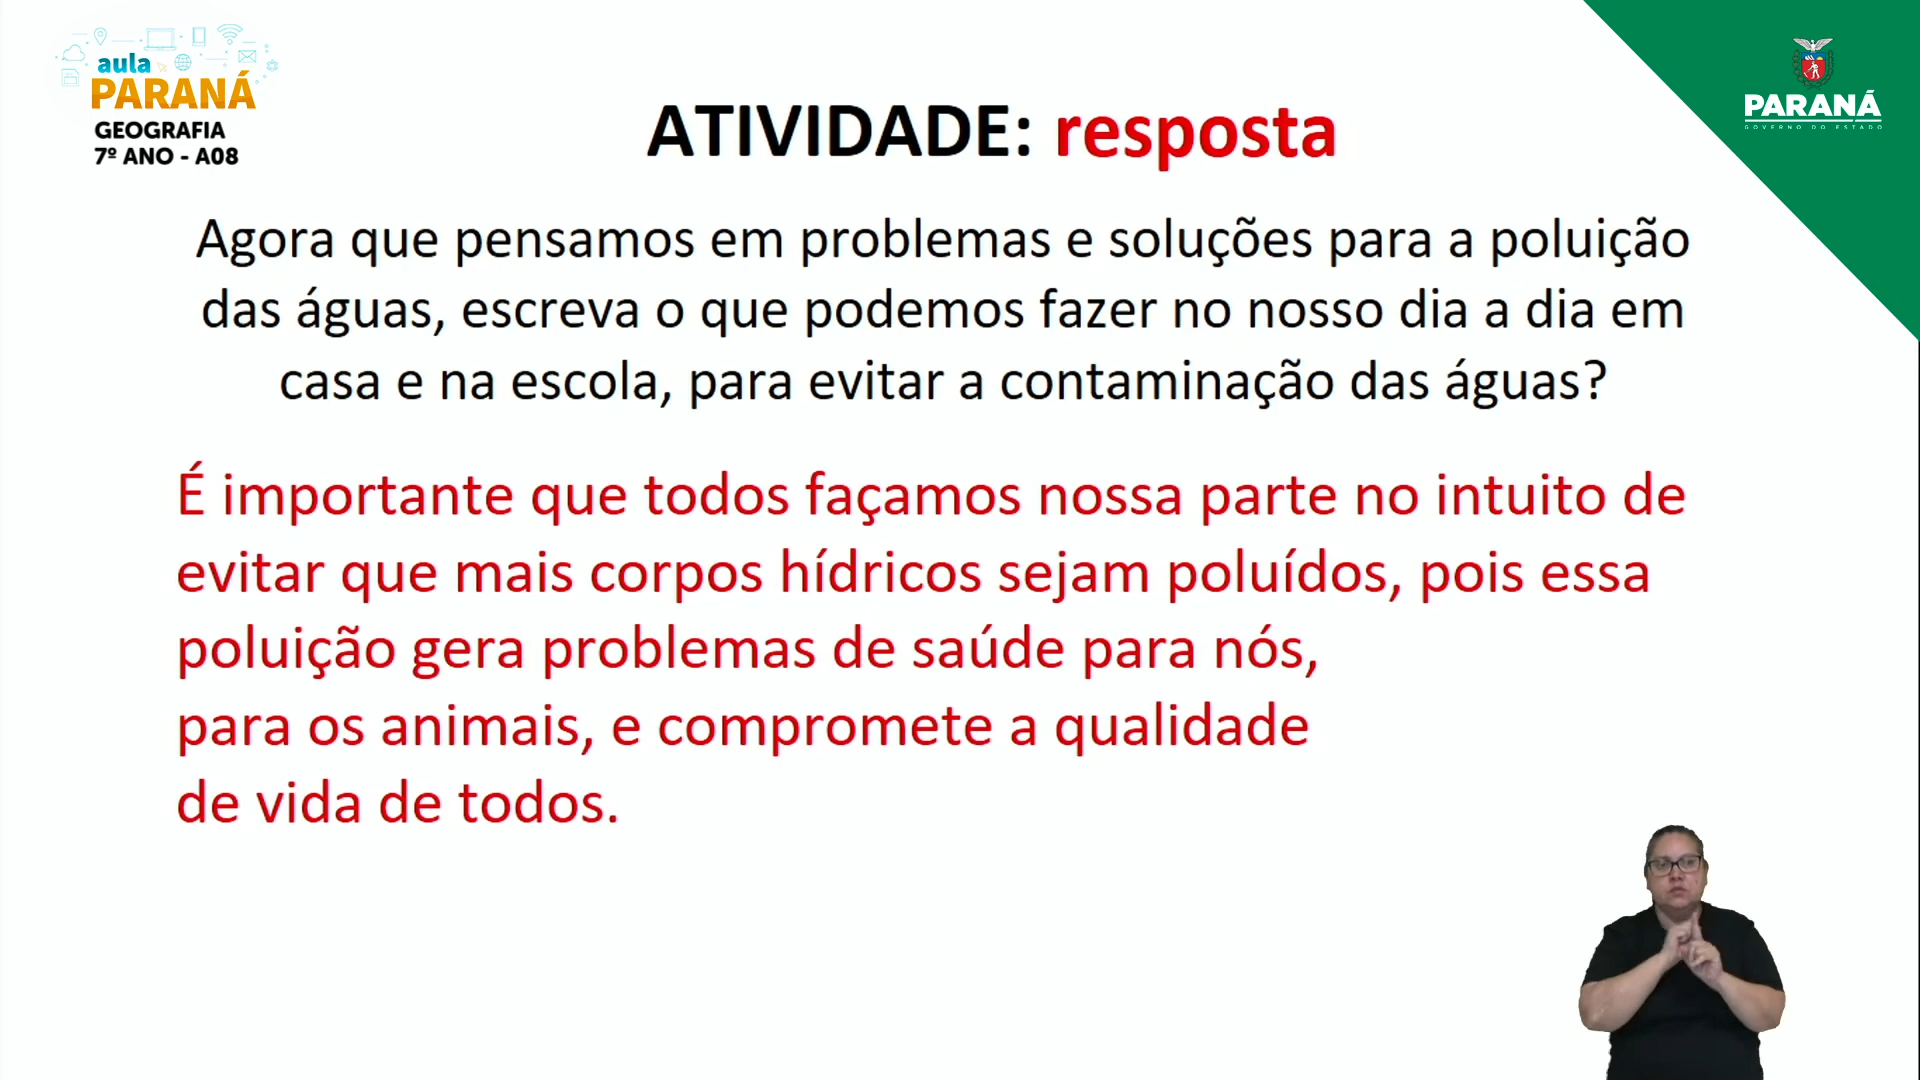 aula
PARANÁ
GEOGRAFIA
7º ANO - A08
PARANÁ
GOVERNO DO ESTADO
ATIVIDADE: resposta
Agora que pensamos em problemas e soluções para a poluição
das águas, escreva o que podemos fazer no nosso dia a dia em
casa e na escola, para evitar a contaminação das águas?
É importante que todos façamos nossa parte no intuito de
evitar que mais corpos hídricos sejam poluídos, pois essa
poluição gera problemas de saúde para nós,
para os animais, e compromete a qualidade
de vida de todos.